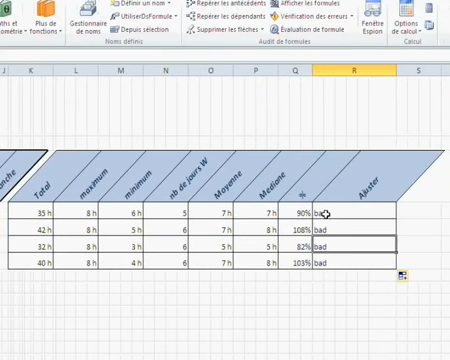 Définir un nom
Repérer les antécédents
Afficher les formules
UtiliserDsFormule
Repérer les dépendants
Vérification des erreurs
Plus de fonctions
Gestionnaire de noms
Supprimer les flèches
Évaluation de formule
Fenêtre Espion
Options de calcul
Noms définis
Audit de formules
Calcul
J K L M N O P Q R S
Total maximum minimum nb de jours W Moyenne Medione % Ajuster
35 h 8 h 6 h 5 7 h 7 h 90% bad
42 h 8 h 5 h 6 7 h 8 h 108% bad
32 h 8 h 3 h 6 5 h 5 h 82% bad
40 h 8 h 4 h 6 7 h 8 h 103% bad